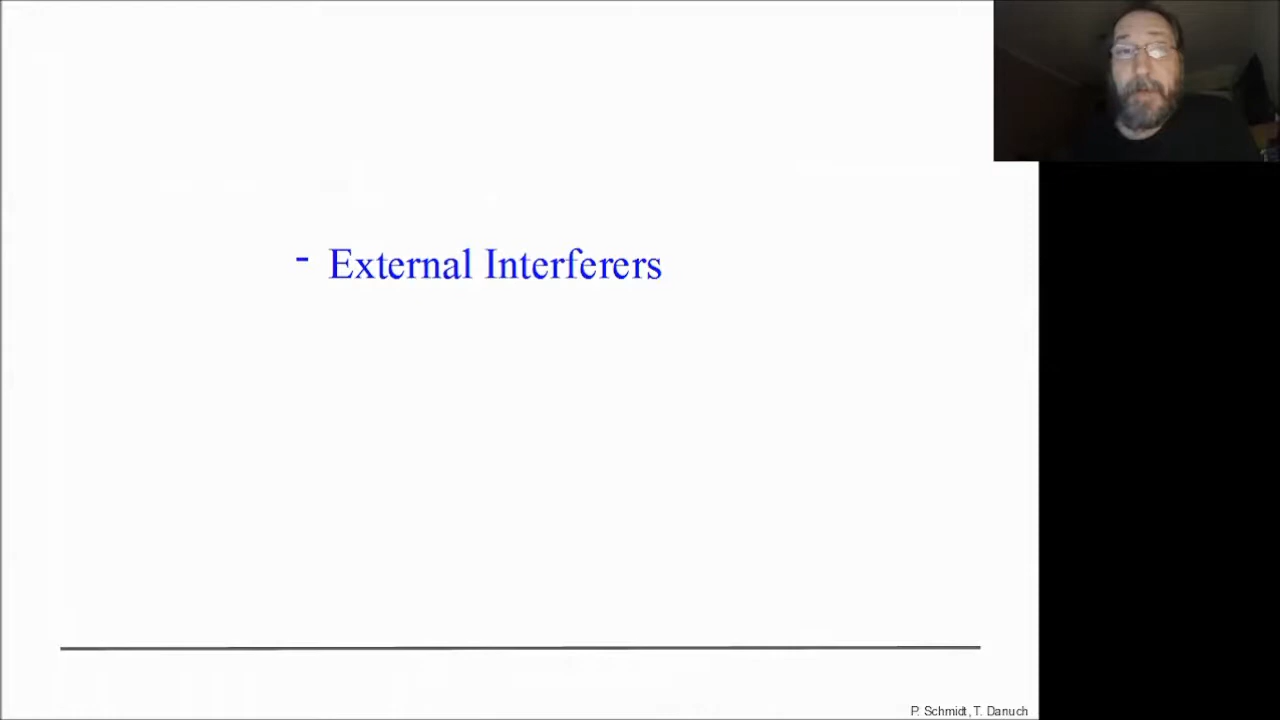 - External Interferers
P. Schmidt, T. Danuch